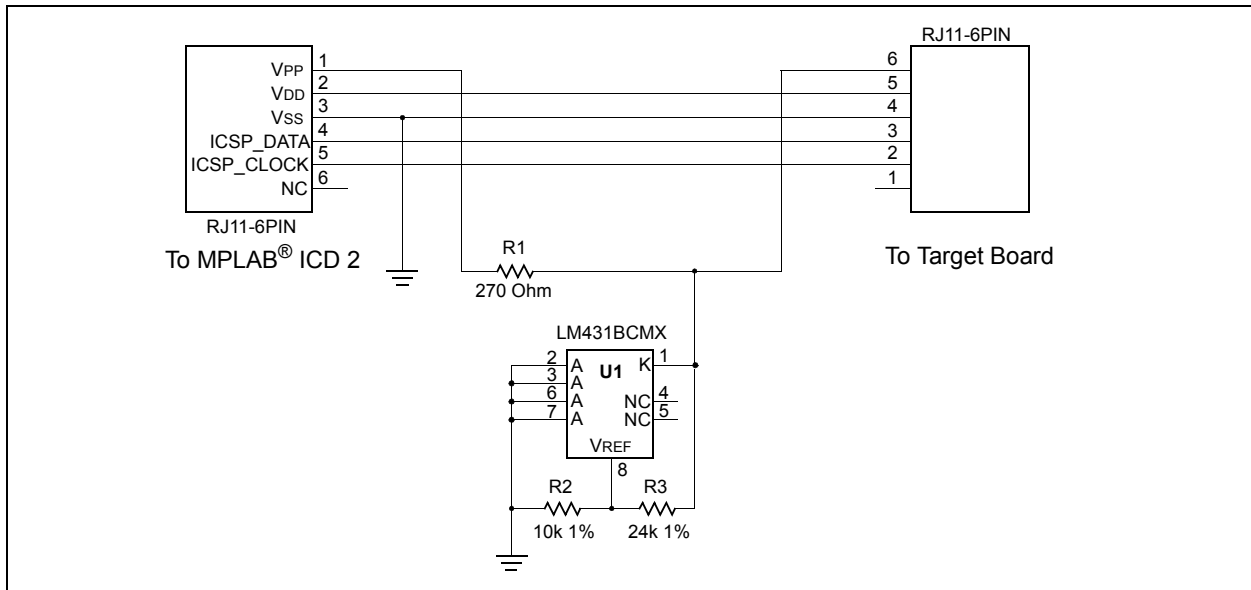 RJ11-6PIN
VPP 1
VDD 2
VSS 3
ICSP_DATA 4
ICSP_CLOCK 5
NC 6
RJ11-6PIN
To MPLAB® ICD 2
6
5
4
3
2
1
To Target Board
R1
270 Ohm
LM431BCMX
2 A U1 K 1
3 A
6 A NC 4
7 A NC 5
VREF
8
R2 R3
10k 1% 24k 1%